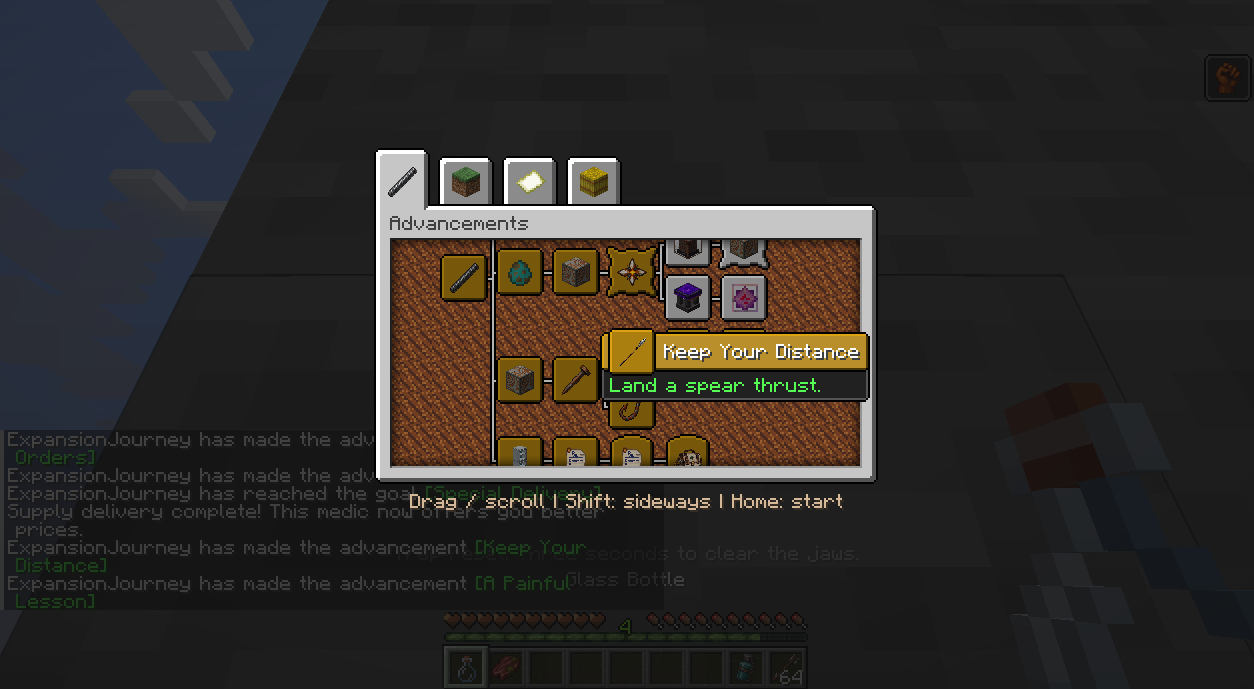 Advancements
Keep Your Distance
Land a spear thrust.
ExpansionJourney has made the adv
Orders]
ExpansionJourney has made the adv
ExpansionJourney has reached the goal [Special Delivery]
Drag / scroll | Shift: sideways | Home: start
Supply delivery complete! This medic now offers you better
prices.
ExpansionJourney has made the advancement [Keep Your
seconds to clear the jaws.
Distance]
ExpansionJourney has made the advancement [A Painful
Glass Bottle
Lesson]
4
64